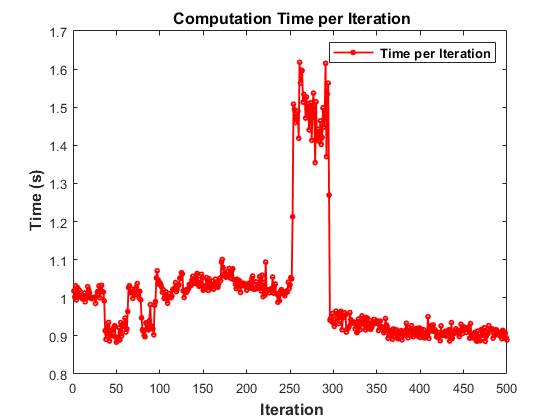 Computation Time per Iteration
1.7
1.6
1.5
1.4
1.3
1.2
1.1
1
0.9
0.8
Time (s)
Time per Iteration
0 50 100 150 200 250 300 350 400 450 500
Iteration